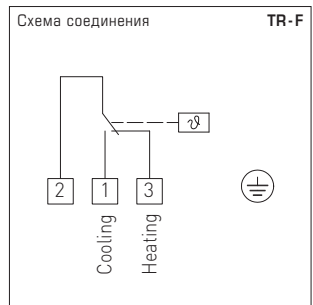 Схема соединения TR-F
ϑ
2 1 3
Cooling
Heating